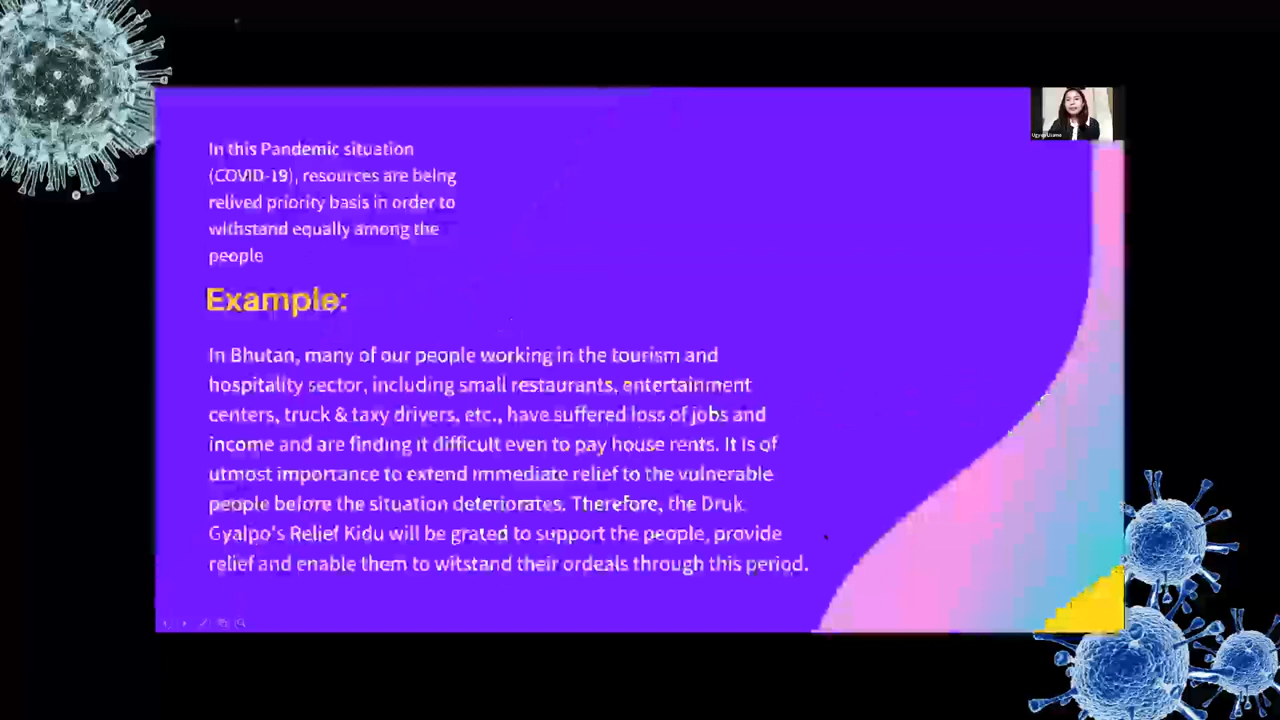 In this Pandemic situation
(COVID-19), resources are being
relived priority basis in order to
withstand equally among the
people
Example:
In Bhutan, many of our people working in the tourism and
hospitality sector, including small restaurants, entertainment
centers, truck & taxy drivers, etc., have suffered loss of jobs and
income and are finding it difficult even to pay house rents. It is of
utmost importance to extend immediate relief to the vulnerable
people before the situation deteriorates. Therefore, the Druk
Gyalpo's Relief Kidu will be grated to support the people, provide
relief and enable them to witstand their ordeals through this period.